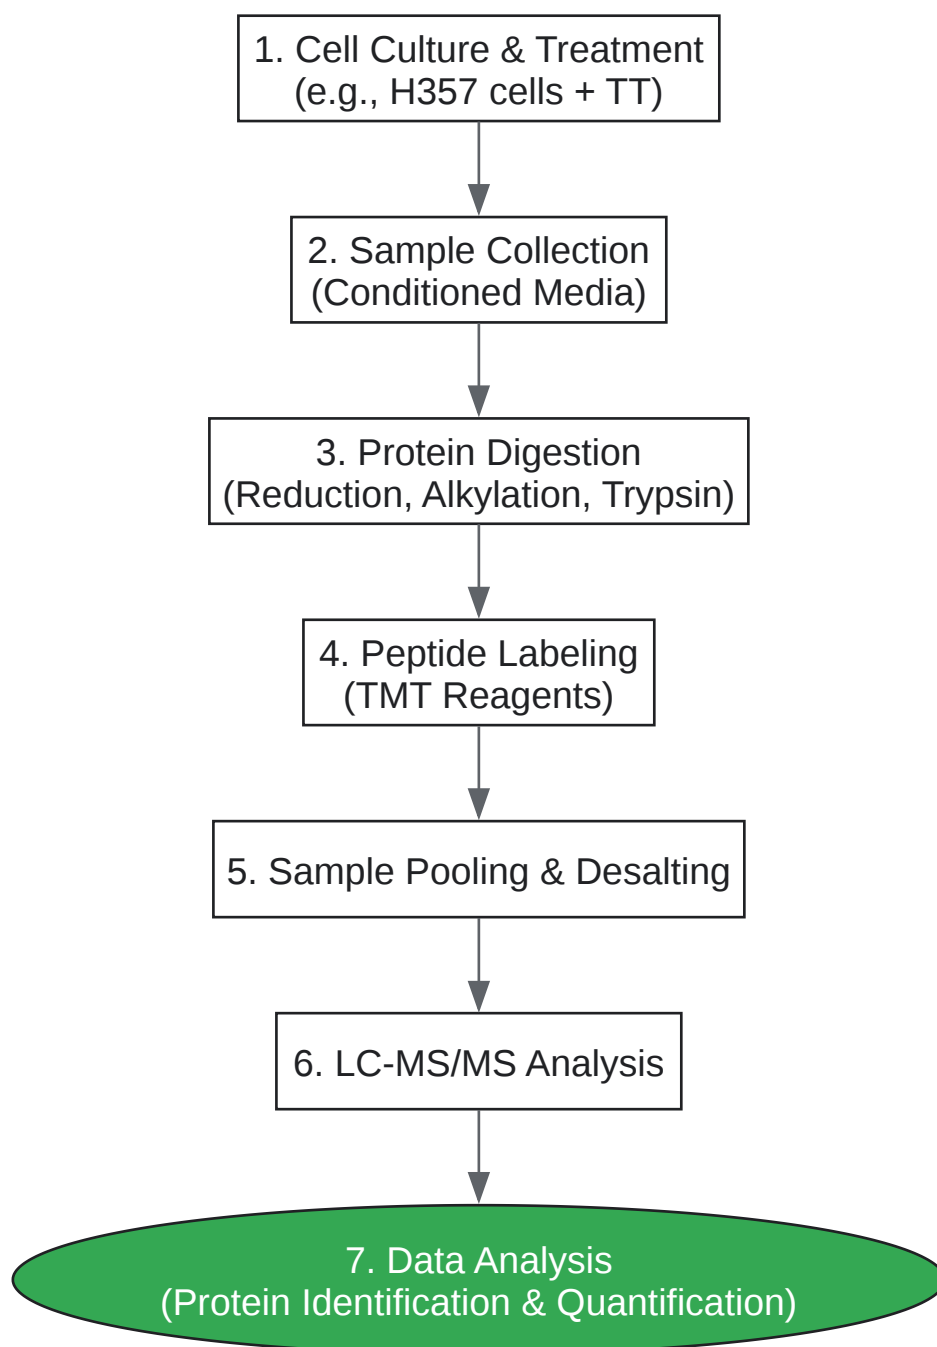 1. Cell Culture & Treatment
(e.g., H357 cells + TT)
2. Sample Collection
(Conditioned Media)
3. Protein Digestion
(Reduction, Alkylation, Trypsin)
4. Peptide Labeling
(TMT Reagents)
5. Sample Pooling & Desalting
6. LC-MS/MS Analysis
7. Data Analysis
(Protein Identification & Quantification)